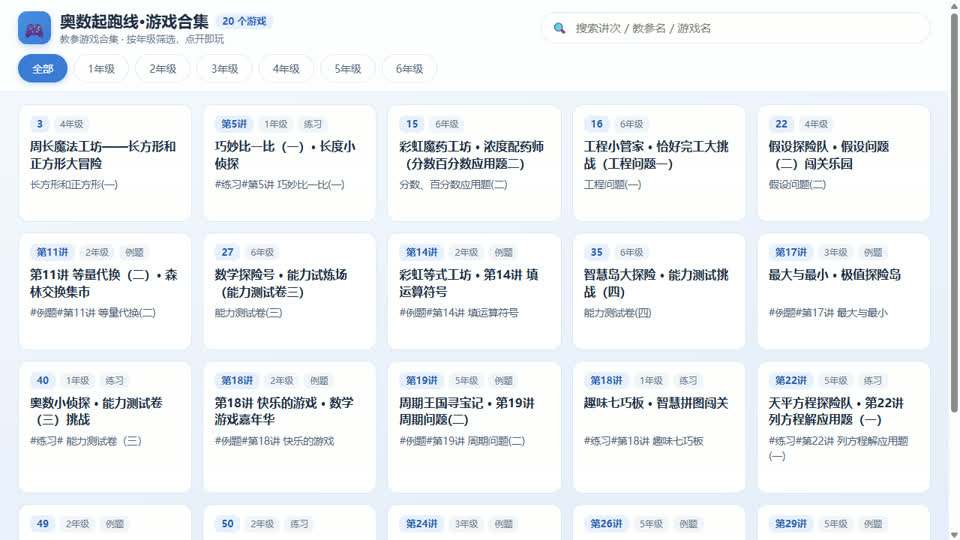 奥数起跑线·游戏合集 20 个游戏
教参游戏合集 · 按年级筛选，点开即玩
搜索讲次 / 教参名 / 游戏名
全部 1年级 2年级 3年级 4年级 5年级 6年级
3 4年级
周长魔法工坊——长方形和
正方形大冒险
长方形和正方形(一)
第5讲 1年级 练习
巧妙比一比（一）· 长度小
侦探
#练习#第5讲 巧妙比一比(一)
15 6年级
彩虹魔药工坊 · 浓度配药师
（分数百分数应用题二）
分数、百分数应用题(二)
16 6年级
工程小管家 · 恰好完工大挑
战（工程问题一）
工程问题(一)
22 4年级
假设探险队 · 假设问题
（二）闯关乐园
假设问题(二)
第11讲 2年级 例题
第11讲 等量代换（二）· 森
林交换集市
#例题#第11讲 等量代换(二)
27 6年级
数学探险号 · 能力试炼场
（能力测试卷三）
能力测试卷(三)
第14讲 2年级 例题
彩虹等式工坊 · 第14讲 填
运算符号
#例题#第14讲 填运算符号
35 6年级
智慧岛大探险 · 能力测试挑
战（四）
能力测试卷(四)
第17讲 3年级 例题
最大与最小 · 极值探险岛
#例题#第17讲 最大与最小
40 1年级 练习
奥数小侦探 · 能力测试卷
（三）挑战
#练习# 能力测试卷（三）
第18讲 2年级 例题
第18讲 快乐的游戏 · 数学
游戏嘉年华
#例题#第18讲 快乐的游戏
第19讲 5年级 例题
周期王国寻宝记 · 第19讲
周期问题(二)
#例题#第19讲 周期问题(二)
第18讲 1年级 练习
趣味七巧板 · 智慧拼图闯关
#练习#第18讲 趣味七巧板
第22讲 5年级 练习
天平方程探险队 · 第22讲
列方程解应用题（一）
#练习#第22讲 列方程解应用题
(一)
49 2年级 例题
50 2年级 练习
第24讲 3年级 例题
第26讲 5年级 例题
第29讲 5年级 例题